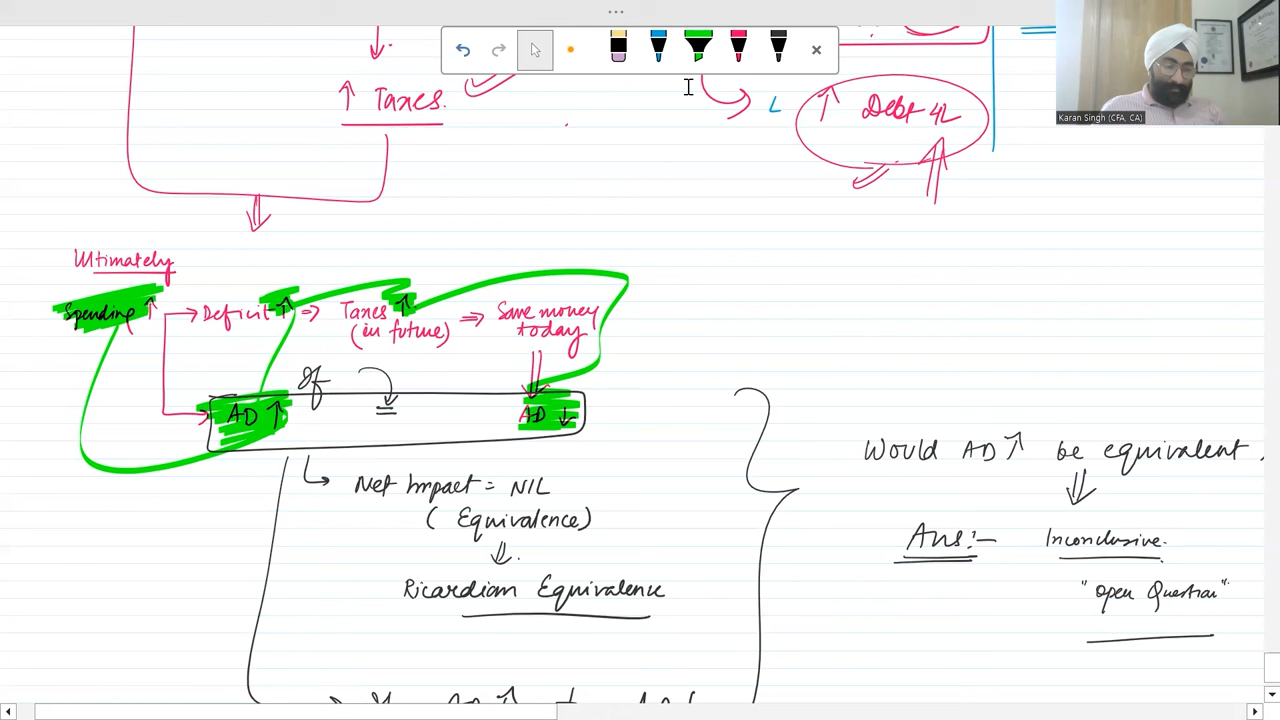 Karan Singh (CFA, CA)
↑ Taxes.
↑ Debt
Ultimately
Spending ↑ → Deficit ↑ ⇒ Taxes ↑ (in future) ⇒ Save money today
If
AD ↑ = AD ↓
Net Impact = NIL
(Equivalence)
Ricardian Equivalence
Would AD ↑ be equivalent
Ans:- Inconclusive.
"Open Question"